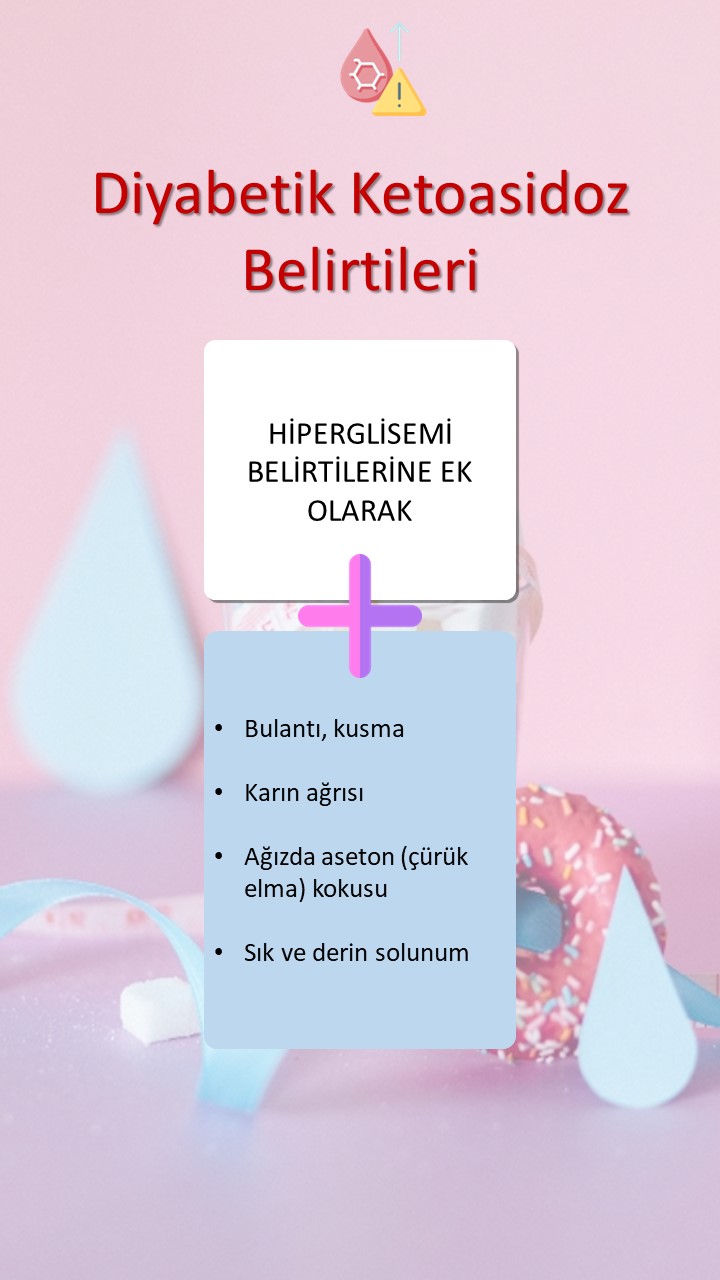 Diyabetik Ketoasidoz
Belirtileri
HİPERGLİSEMİ
BELİRTİLERİNE EK
OLARAK
• Bulantı, kusma
• Karın ağrısı
• Ağızda aseton (çürük
elma) kokusu
• Sık ve derin solunum